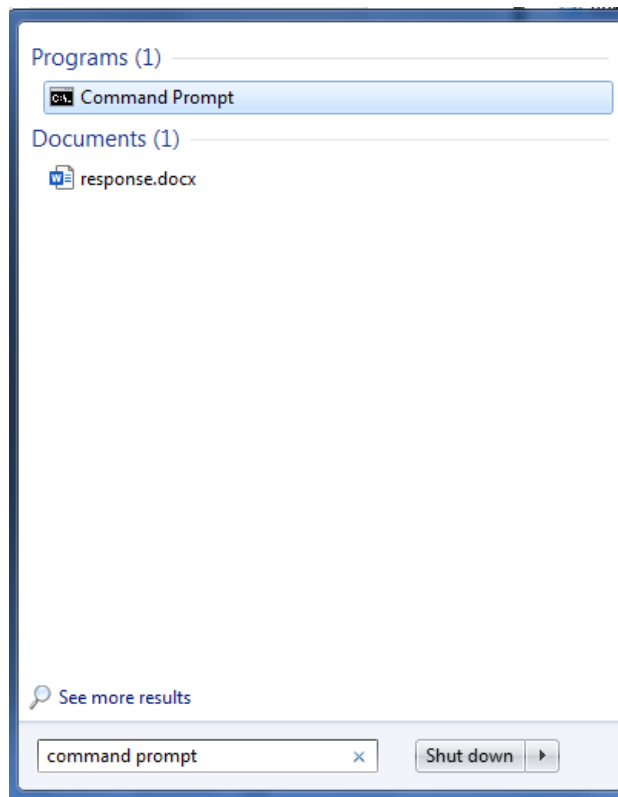 Programs (1)
Command Prompt
Documents (1)
response.docx
See more results
command prompt
Shut down